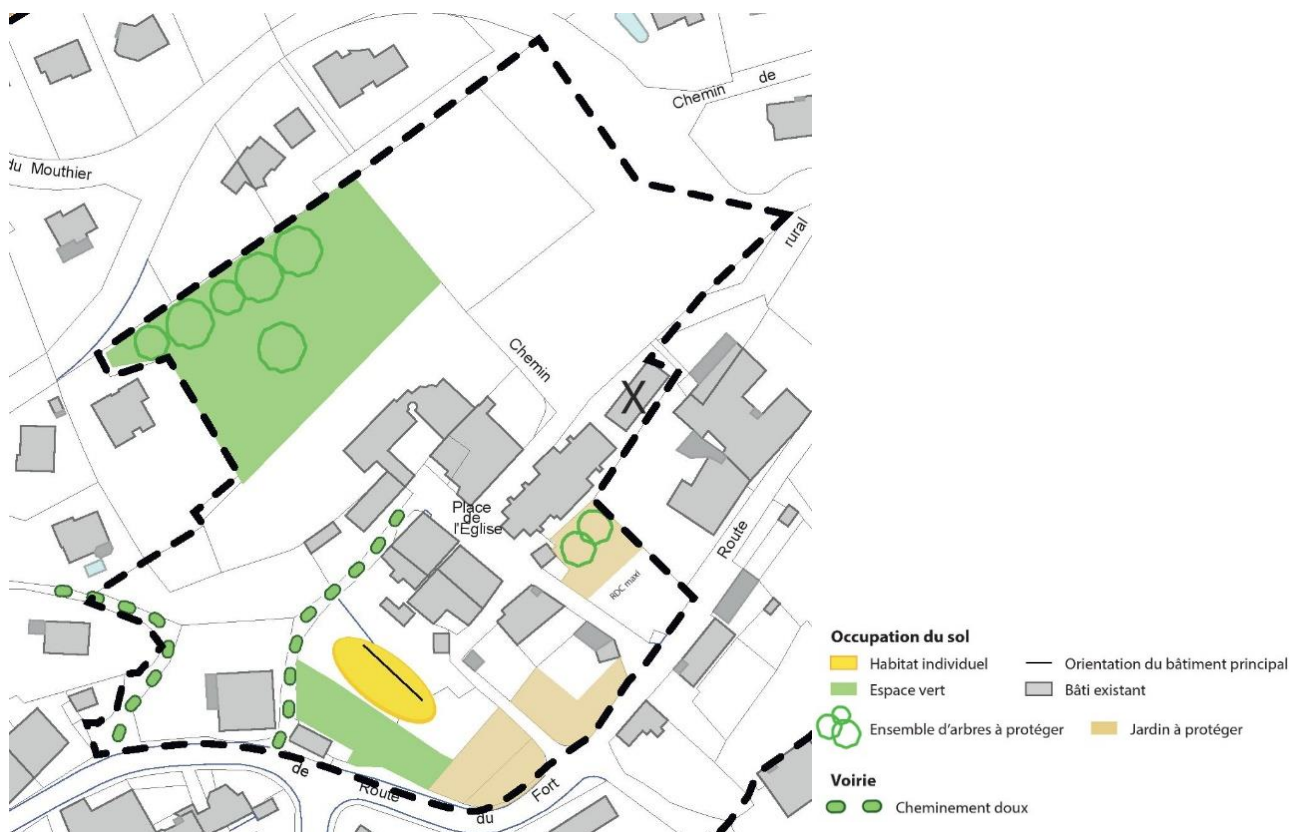 Chemin de
du Mouthier
rural
Chemin
X
Place
de
l'Eglise
RDC maxi
Route
de
Route
du
Fort
Occupation du sol
Habitat individuel
Orientation du bâtiment principal
Espace vert
Bâti existant
Ensemble d'arbres à protéger
Jardin à protéger
Voirie
Cheminement doux